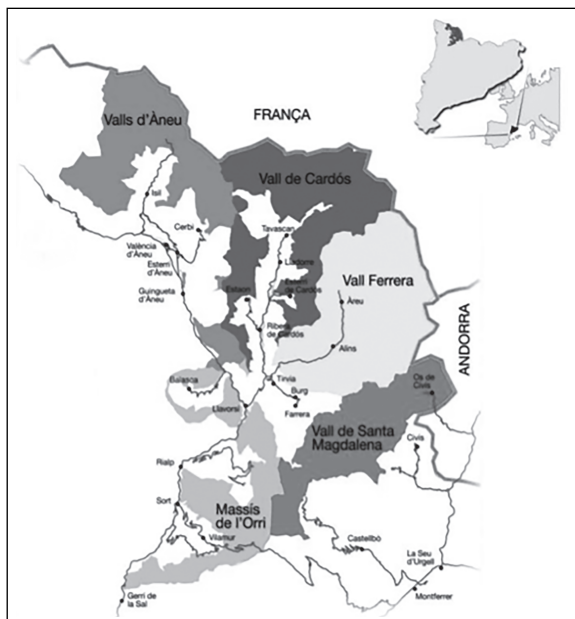 FRANÇA
Valls d'Àneu
Vall de Cardós
Isil
Cerbi
Tavascan
València
d'Àneu
Esterri
d'Àneu
Lladorre
Vall Ferrera
Guingueta
d'Àneu
Estaon
Esterri
de Cardós
Àreu
ANDORRA
Ribera
de Cardós
Alins
Baiasca
Tírvia
Burg
Farrera
Os de
Civís
Llavorsí
Vall de Santa
Magdalena
Civís
Rialp
Sort
Massís
de l'Orri
Vilamur
Castellbò
La Seu
d'Urgell
Gerri de
la Sal
Montferrer